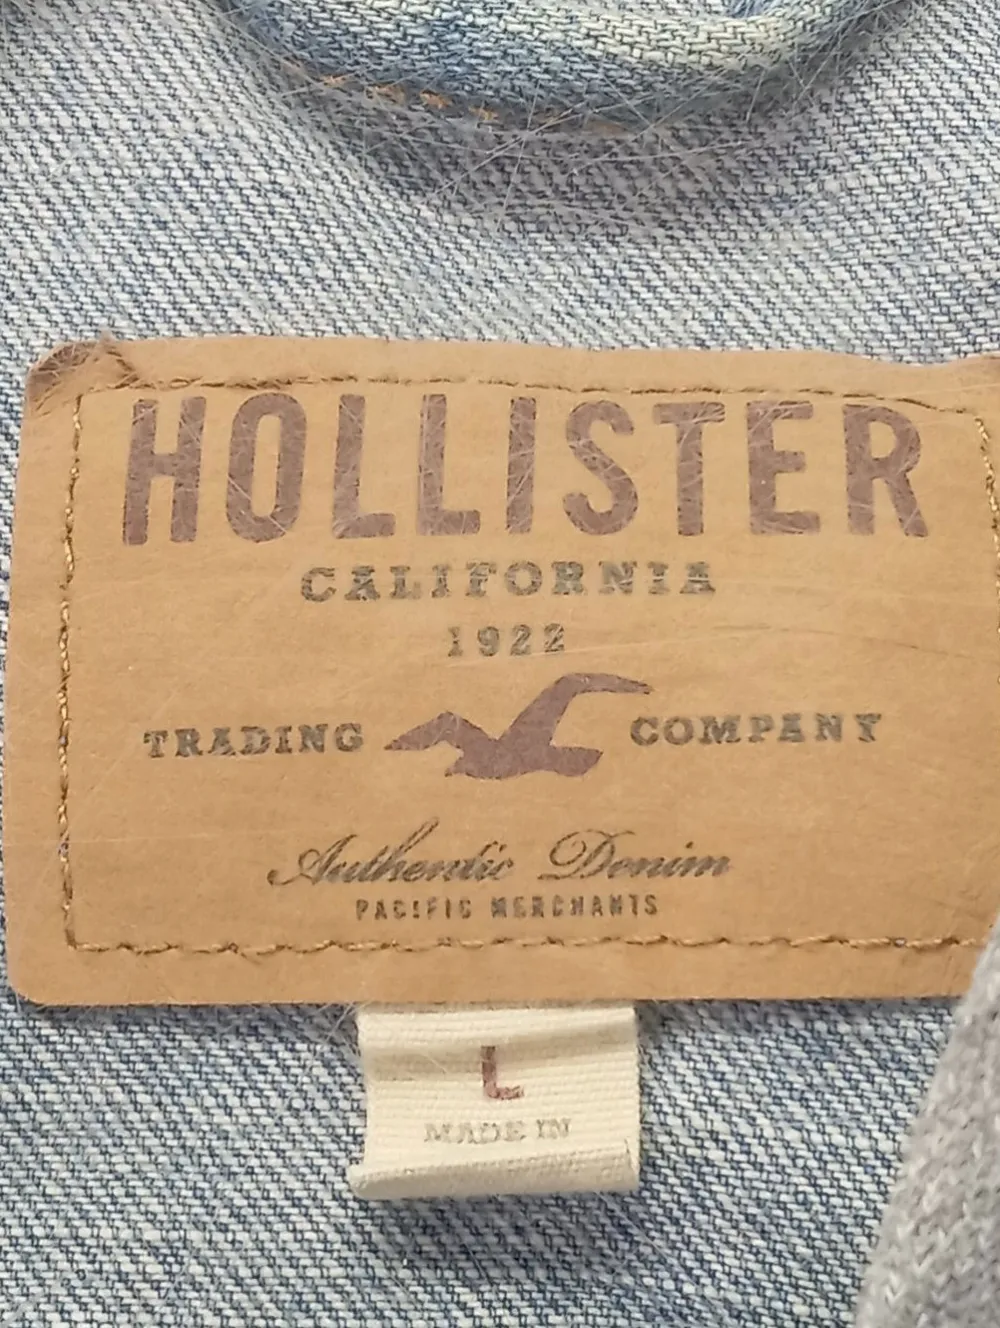 HOLLISTER
CALIFORNIA
1922
TRADING COMPANY
Authentic Denim
PACIFIC MERCHANTS
L
MADE IN